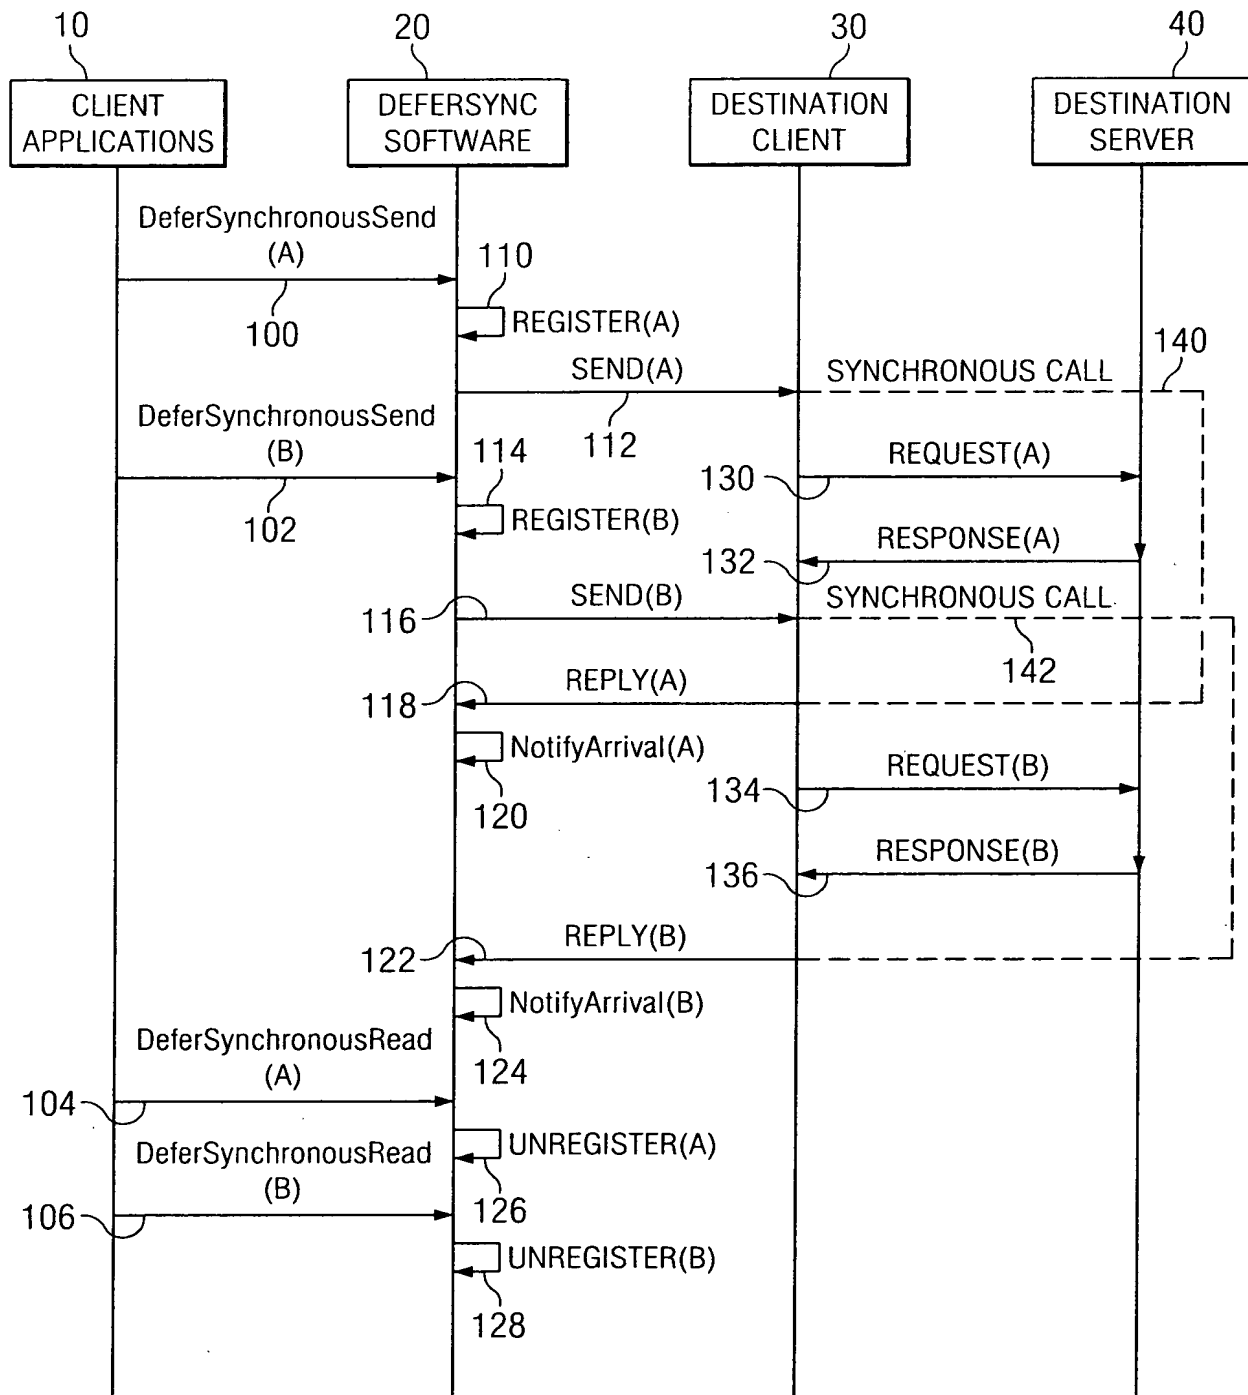 10
20
30
40
CLIENT
APPLICATIONS
DEFERSYNC
SOFTWARE
DESTINATION
CLIENT
DESTINATION
SERVER
DeferSynchronousSend
(A)
100
110
REGISTER(A)
SEND(A)
112
SYNCHRONOUS CALL
140
DeferSynchronousSend
(B)
102
114
REGISTER(B)
130
REQUEST(A)
132
RESPONSE(A)
116
SEND(B)
SYNCHRONOUS CALL
142
118
REPLY(A)
NotifyArrival(A)
120
134
REQUEST(B)
136
RESPONSE(B)
122
REPLY(B)
NotifyArrival(B)
124
DeferSynchronousRead
(A)
104
UNREGISTER(A)
126
DeferSynchronousRead
(B)
106
UNREGISTER(B)
128